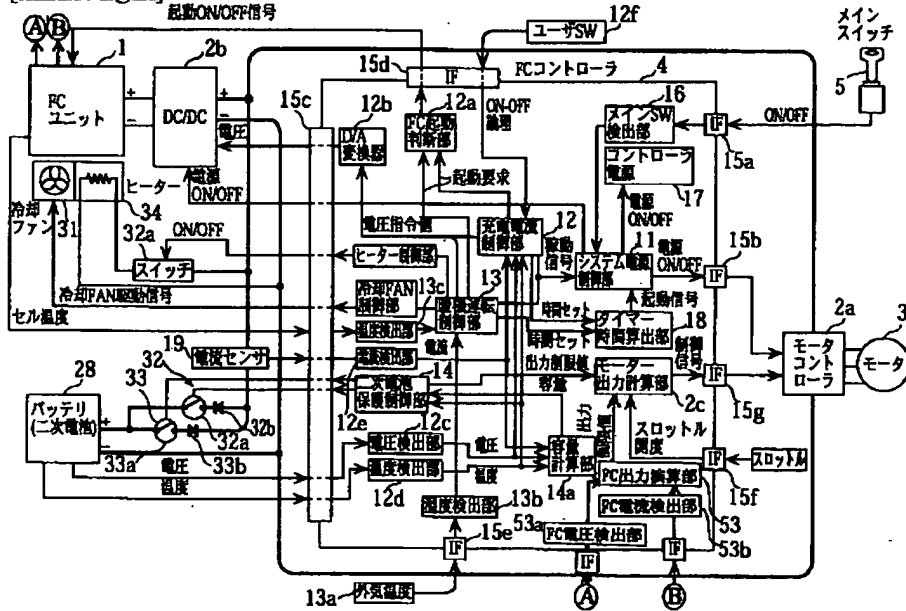 起動ON/OFF信号
A B
1
2b
FC
ユニット
+
−
DC/DC
+
−
電圧
15c
15d
IF
ユーザSW
12f
FCコントローラ
4
メイン
スイッチ
5
ON/OFF
12b
D/A
変換器
12a
FC起動
判断部
ON-OFF
論理
16
メインSW
検出部
IF
15a
コントローラ
電源
17
電源
ON/OFF
起動要求
電圧指令値
冷却
ファン
31
ヒーター
34
電源
ON/OFF
32a
ON/OFF
スイッチ
冷却FAN駆動信号
ヒーター制御部
冷却FAN
制御部
13c
温度検出部
セル温度
充電電流
制御部
12
駆動
信号
11
システム電源
制御部
電源
ON/OFF
15b
IF
13
制御部
起動信号
時間セット
時間セット
タイマー
時間算出部
18
19
電流センサ
電流
電流検出部
14
二次電池
保護制御部
12e
出力制限値
容量
モーター
出力計算部
2c
制御
信号
IF
15g
2a
モータ
コントローラ
3
モータ
28
バッテリ
(二次電池)
+
−
32
33
32a
32b
33a
33b
電圧
温度
12c
電圧検出部
温度検出部
12d
電圧
温度
容量
計算部
14a
出力
スロットル
開度
IF
15f
スロットル
FC出力演算部
53
FC電流検出部
53b
53a
FC電圧検出部
13b
温度検出部
15e
IF
IF
IF
13a
外気温度
A
B